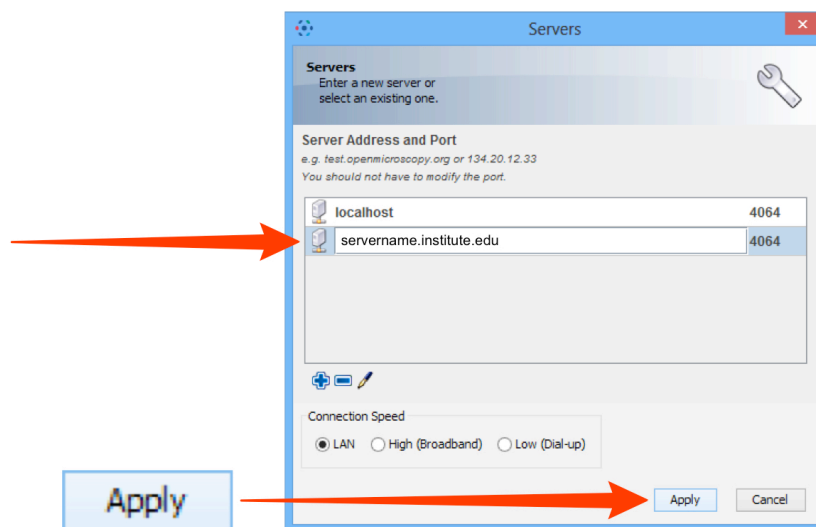 Servers
Servers
Enter a new server or
select an existing one.
Server Address and Port
e.g. test.openmicroscopy.org or 134.20.12.33
You should not have to modify the port.
localhost 4064
servername.institute.edu 4064
Connection Speed
LAN High (Broadband) Low (Dial-up)
Apply Apply Cancel